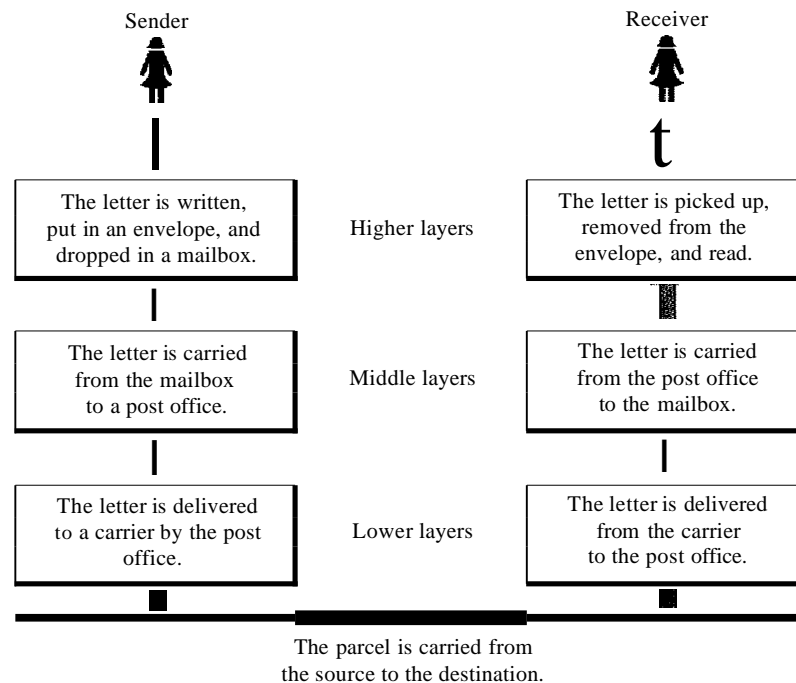 Sender
Receiver
t
The letter is written,
put in an envelope, and
dropped in a mailbox.
Higher layers
The letter is picked up,
removed from the
envelope, and read.
The letter is carried
from the mailbox
to a post office.
Middle layers
The letter is carried
from the post office
to the mailbox.
The letter is delivered
to a carrier by the post
office.
Lower layers
The letter is delivered
from the carrier
to the post office.
The parcel is carried from
the source to the destination.